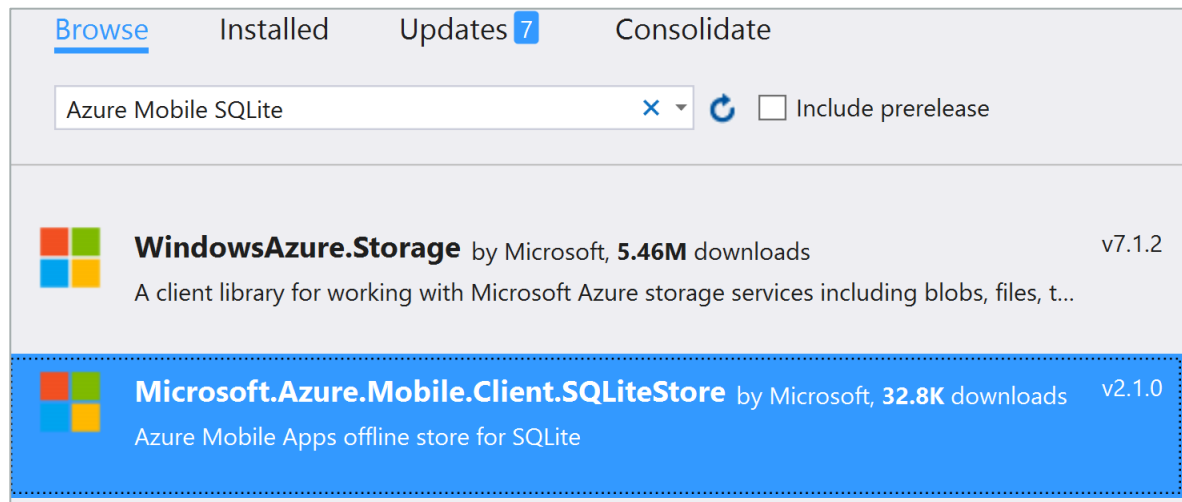 Browse Installed Updates 7 Consolidate
Azure Mobile SQLite Include prerelease
WindowsAzure.Storage by Microsoft, 5.46M downloads v7.1.2
A client library for working with Microsoft Azure storage services including blobs, files, t...
Microsoft.Azure.Mobile.Client.SQLiteStore by Microsoft, 32.8K downloads v2.1.0
Azure Mobile Apps offline store for SQLite